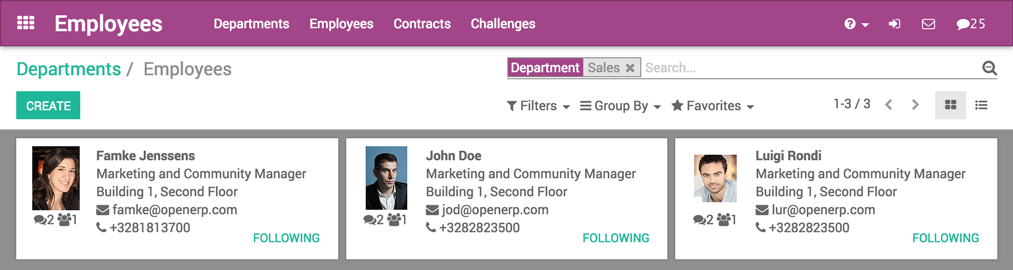 Employees Departments Employees Contracts Challenges 25
Departments / Employees Department Sales Search...
CREATE Filters Group By Favorites 1-3 / 3
Famke Jenssens
Marketing and Community Manager
Building 1, Second Floor
famke@openerp.com
2 1 +3281813700
FOLLOWING
John Doe
Marketing and Community Manager
Building 1, Second Floor
jod@openerp.com
2 1 +3282823500
FOLLOWING
Luigi Rondi
Marketing and Community Manager
Building 1, Second Floor
lur@openerp.com
2 1 +3282823500
FOLLOWING